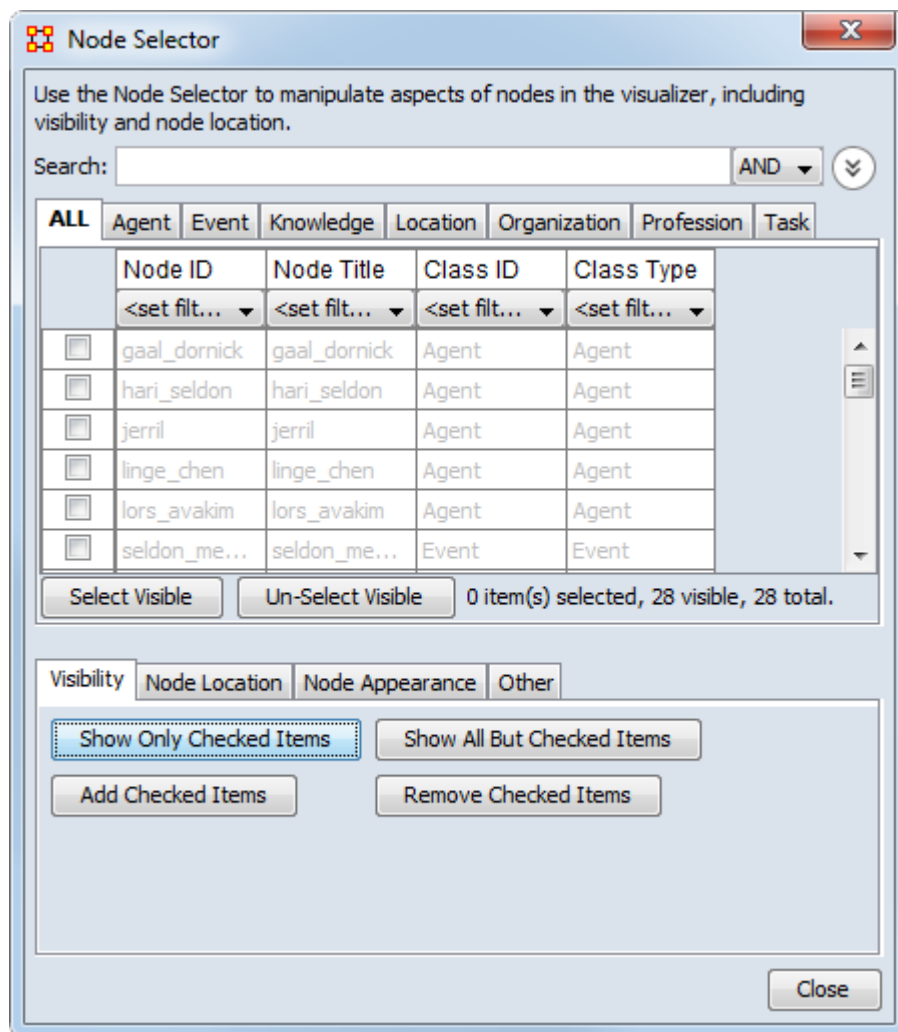 Node Selector
Use the Node Selector to manipulate aspects of nodes in the visualizer, including
visibility and node location.
Search: AND
ALL Agent Event Knowledge Location Organization Profession Task
Node ID Node Title Class ID Class Type
<set filt... <set filt... <set filt... <set filt...
gaal_dornick gaal_dornick Agent Agent
hari_seldon hari_seldon Agent Agent
jerril jerril Agent Agent
linge_chen linge_chen Agent Agent
lors_avakim lors_avakim Agent Agent
seldon_me... seldon_me... Event Event
Select Visible Un-Select Visible 0 item(s) selected, 28 visible, 28 total.
Visibility Node Location Node Appearance Other
Show Only Checked Items Show All But Checked Items
Add Checked Items Remove Checked Items
Close